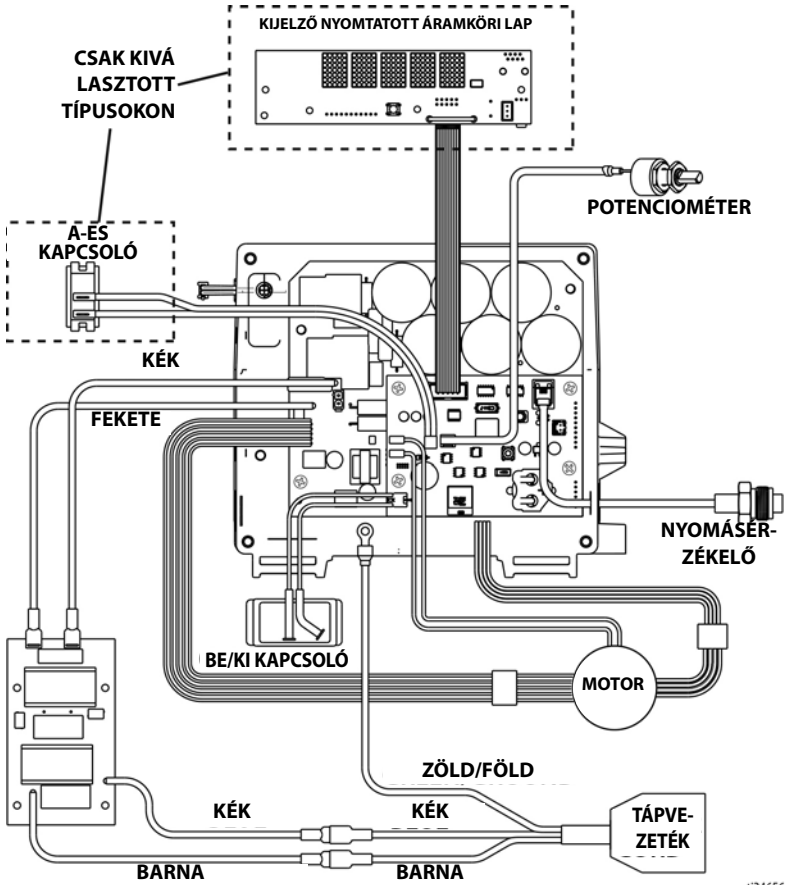 KIJELZŐ NYOMTATOTT ÁRAMKÖRI LAP
CSAK KIVÁ
LASZTOTT
TÍPUSOKON
POTENCIOMÉTER
A-ES
KAPCSOLÓ
KÉK
FEKETE
NYOMÁSÉR-
ZÉKELŐ
BE/KI KAPCSOLÓ
MOTOR
ZÖLD/FÖLD
KÉK
KÉK
TÁPVE-
ZETÉK
BARNA
BARNA